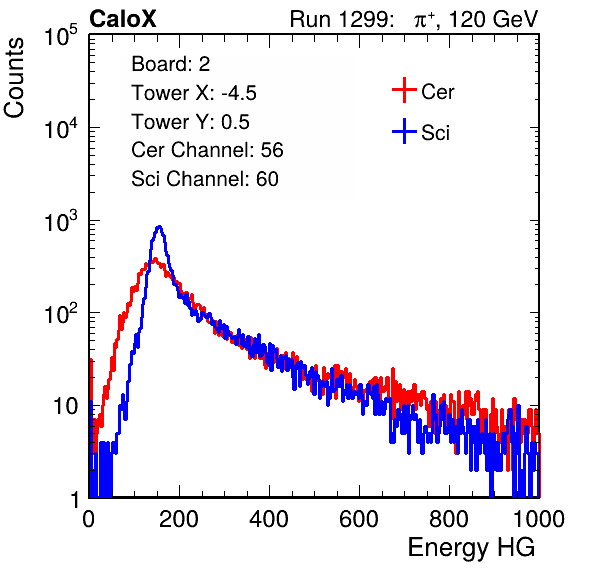 CaloX Run 1299: π⁺, 120 GeV
Counts
10⁵
10⁴
10³
10²
10
1
Board: 2
Tower X: -4.5
Tower Y: 0.5
Cer Channel: 56
Sci Channel: 60
Cer
Sci
0 200 400 600 800 1000
Energy HG